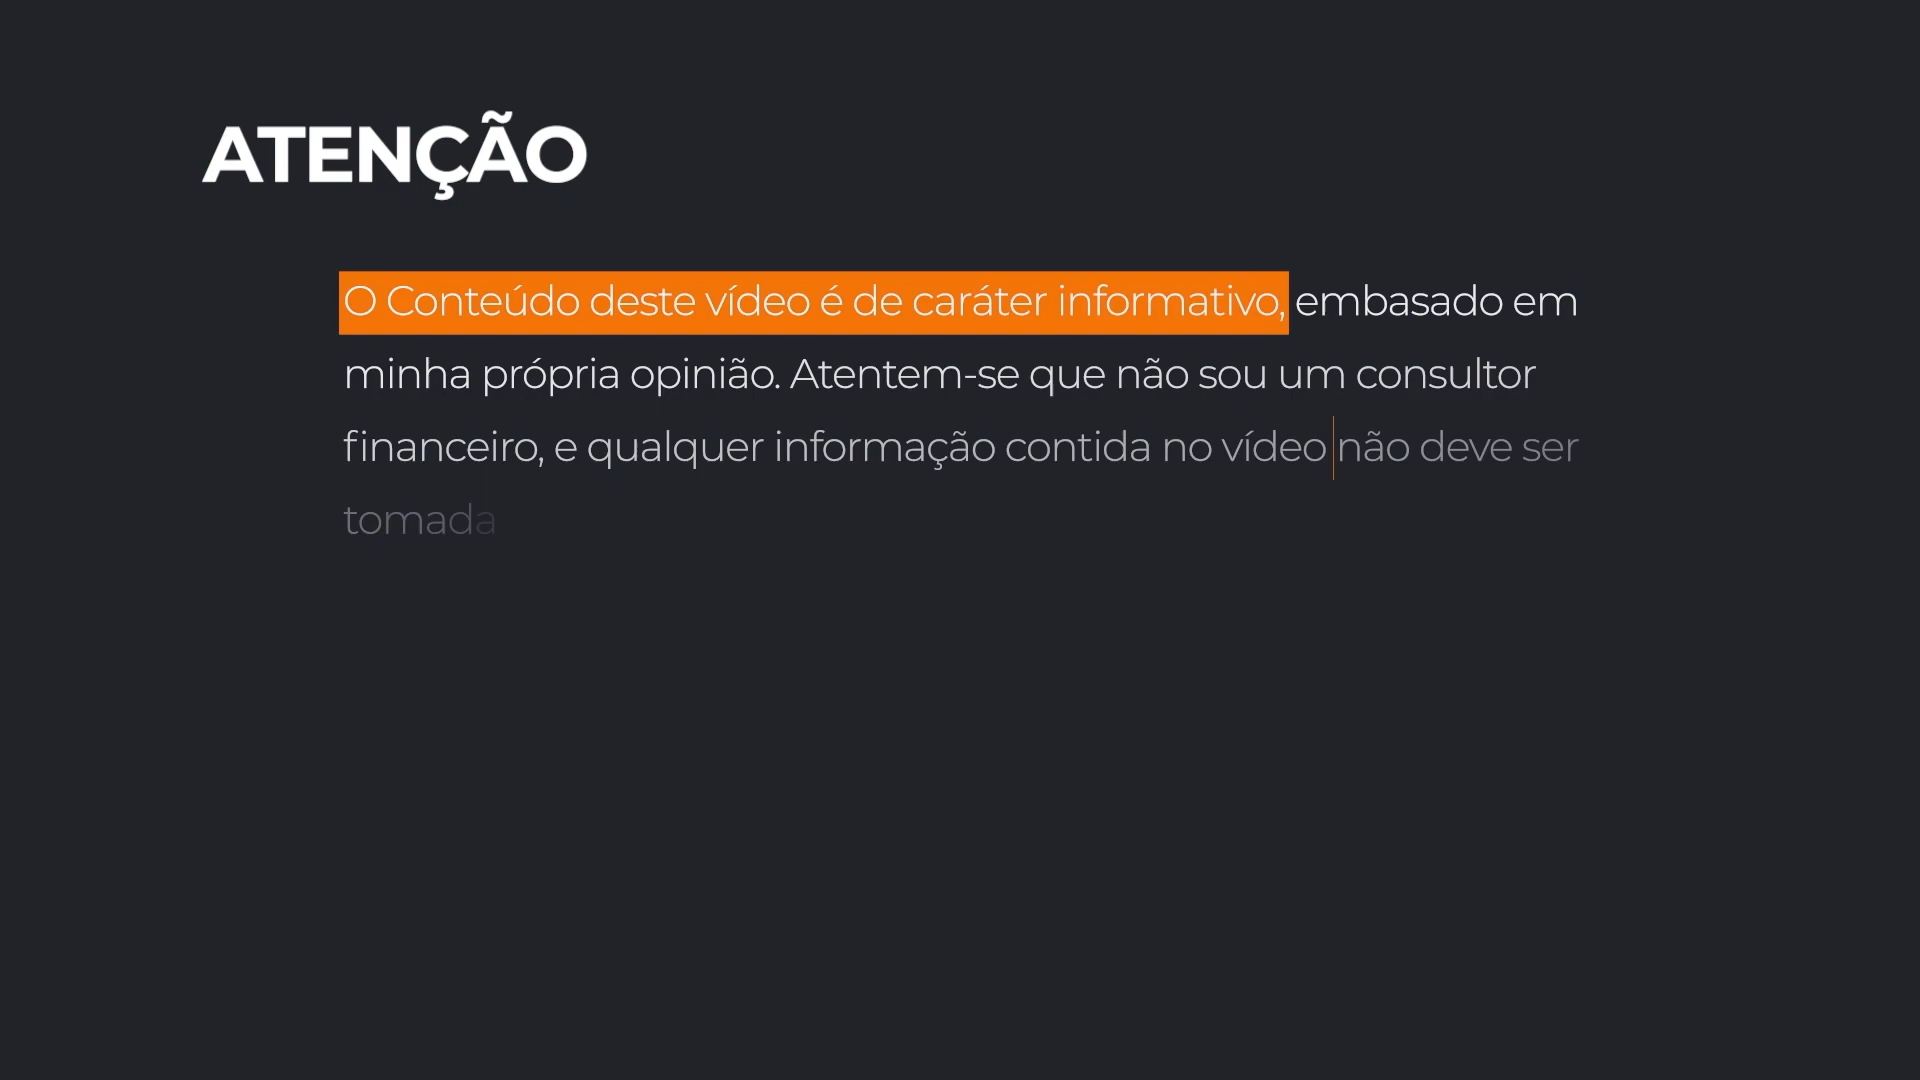 ATENÇÃO
O Conteúdo deste vídeo é de caráter informativo, embasado em
minha própria opinião. Atentem-se que não sou um consultor
financeiro, e qualquer informação contida no vídeo não deve ser
tomada